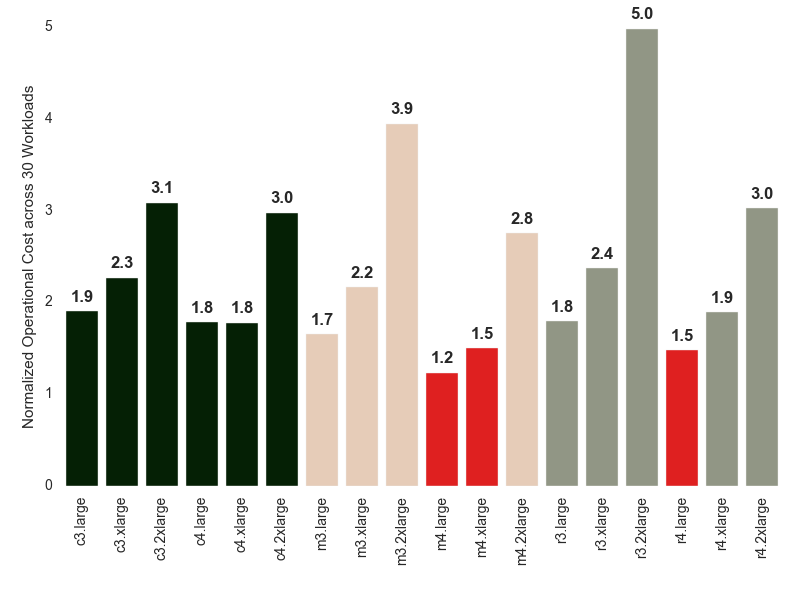 Normalized Operational Cost across 30 Workloads
5
4
3
2
1
0
1.9
2.3
3.1
1.8
1.8
3.0
1.7
2.2
3.9
1.2
1.5
2.8
1.8
2.4
5.0
1.5
1.9
3.0
c3.large
c3.xlarge
c3.2xlarge
c4.large
c4.xlarge
c4.2xlarge
m3.large
m3.xlarge
m3.2xlarge
m4.large
m4.xlarge
m4.2xlarge
r3.large
r3.xlarge
r3.2xlarge
r4.large
r4.xlarge
r4.2xlarge